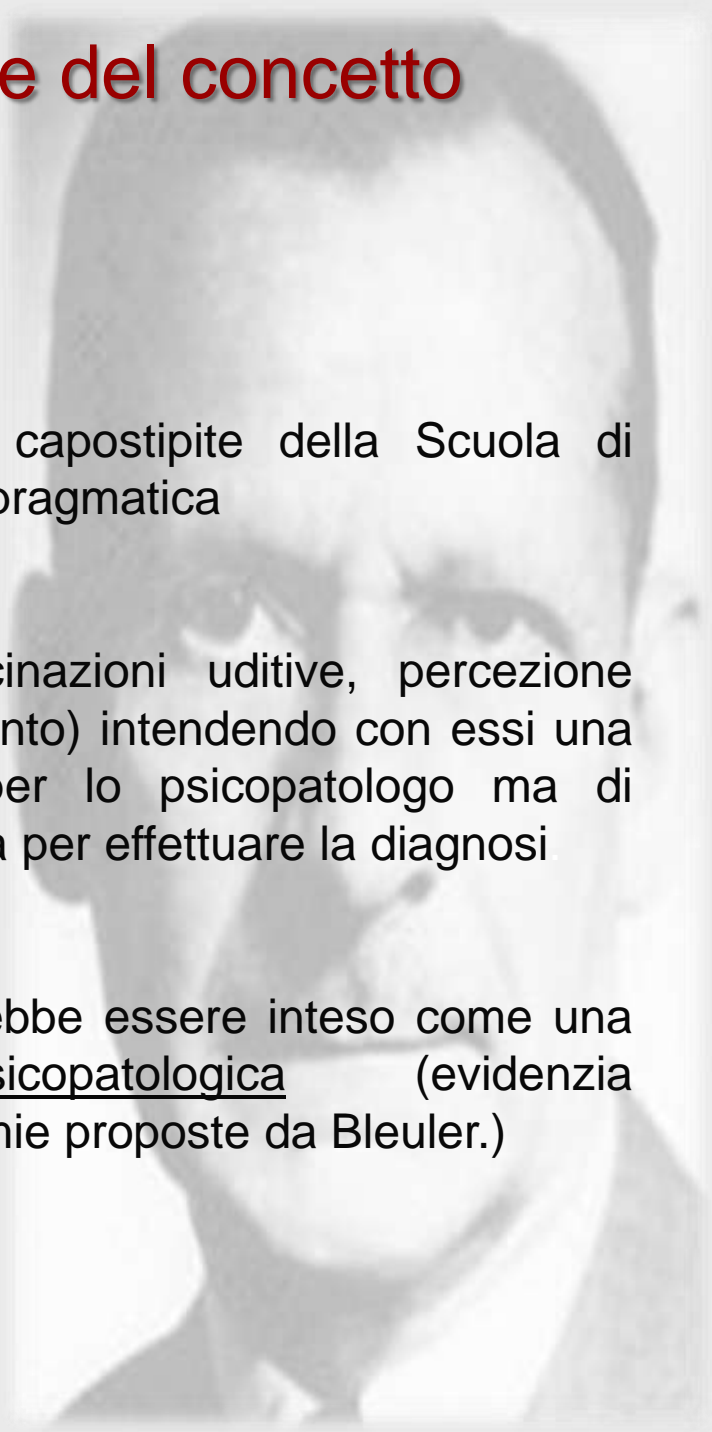 e del concetto
capostipite della Scuola di
pragmatica
cinazioni uditive, percezione
nto) intendendo con essi una
per lo psicopatologo ma di
a per effettuare la diagnosi.
ebbe essere inteso come una
sicopatologica (evidenzia
nie proposte da Bleuler.)